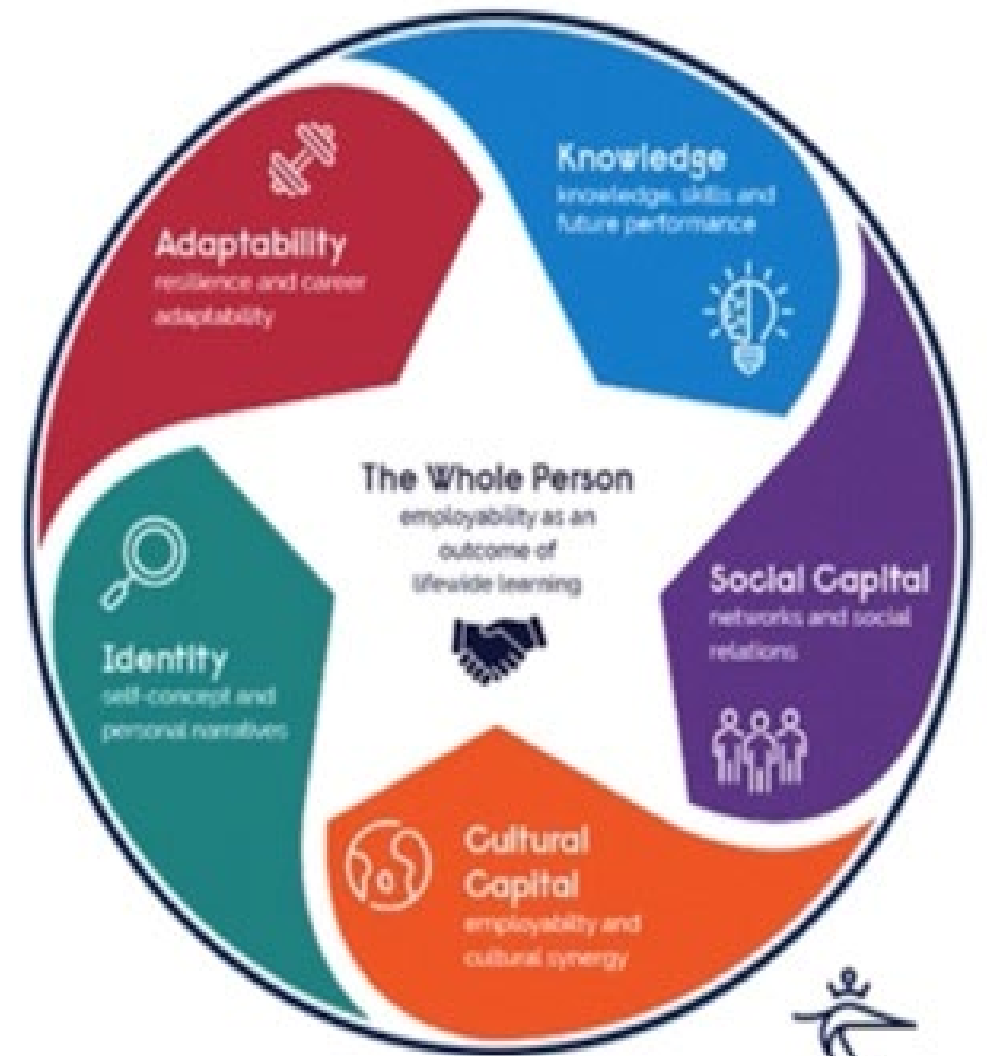 Knowledge
knowledge, skills and
future performance
Adaptability
resilience and career
adaptability
The Whole Person
employability as an
outcome of
lifewide learning
Social Capital
networks and social
relations
Identity
self-concept and
personal narratives
Cultural
Capital
employability and
cultural synergy